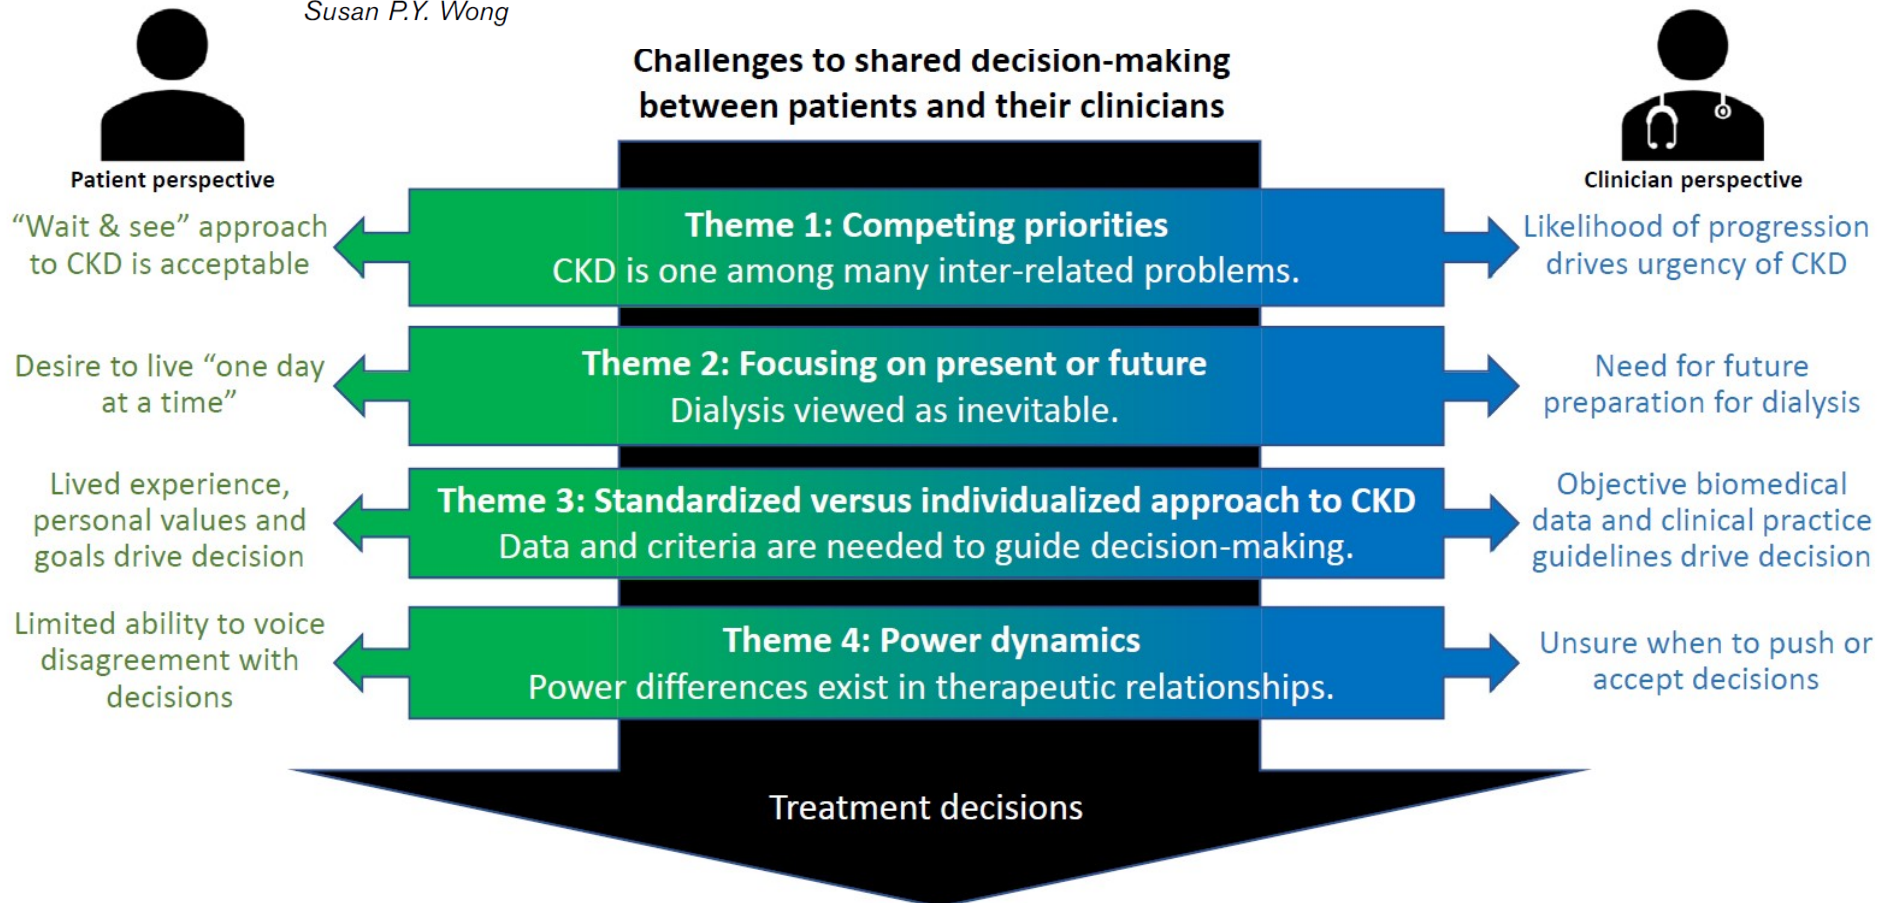 Susan P.Y. Wong
Challenges to shared decision-making
between patients and their clinicians
Patient perspective
Clinician perspective
“Wait & see” approach
to CKD is acceptable
Theme 1: Competing priorities
CKD is one among many inter-related problems.
Likelihood of progression
drives urgency of CKD
Desire to live “one day
at a time”
Theme 2: Focusing on present or future
Dialysis viewed as inevitable.
Need for future
preparation for dialysis
Lived experience,
personal values and
goals drive decision
Theme 3: Standardized versus individualized approach to CKD
Data and criteria are needed to guide decision-making.
Objective biomedical
data and clinical practice
guidelines drive decision
Limited ability to voice
disagreement with
decisions
Theme 4: Power dynamics
Power differences exist in therapeutic relationships.
Unsure when to push or
accept decisions
Treatment decisions